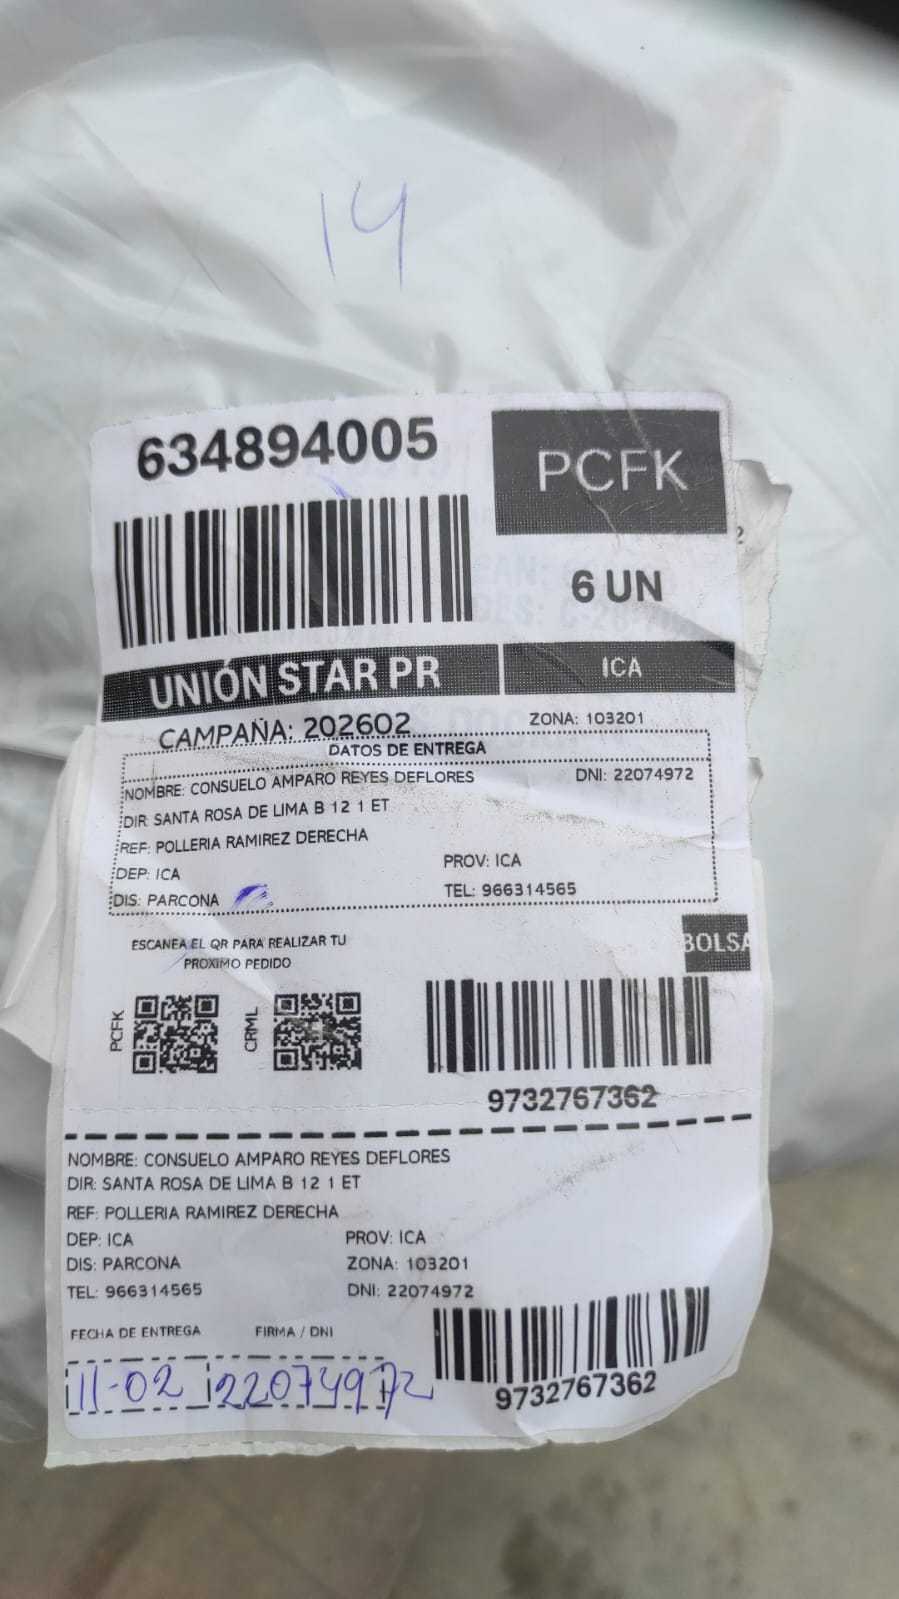 14
634894005
PCFK
6 UN
UNIÓN STAR PR
ICA
CAMPAÑA: 202602
ZONA: 103201
DATOS DE ENTREGA
NOMBRE: CONSUELO AMPARO REYES DEFLORES
DNI: 22074972
DIR: SANTA ROSA DE LIMA B 12 1 ET
REF: POLLERIA RAMIREZ DERECHA
DEP: ICA
PROV: ICA
DIS: PARCONA
TEL: 966314565
ESCANEA EL QR PARA REALIZAR TU
PROXIMO PEDIDO
BOLSA
PCFK
CRML
9732767362
NOMBRE: CONSUELO AMPARO REYES DEFLORES
DIR: SANTA ROSA DE LIMA B 12 1 ET
REF: POLLERIA RAMIREZ DERECHA
DEP: ICA
PROV: ICA
DIS: PARCONA
ZONA: 103201
TEL: 966314565
DNI: 22074972
FECHA DE ENTREGA
FIRMA / DNI
11-02
22074972
9732767362